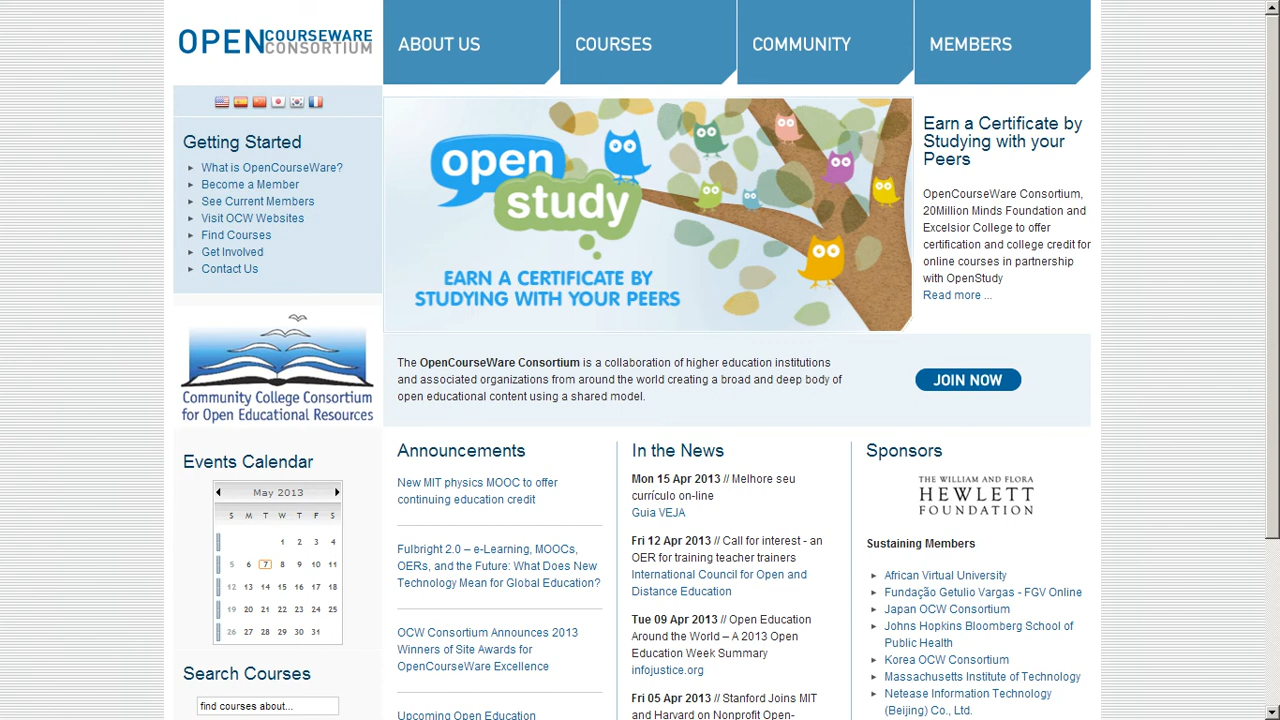 OPENCOURSEWARE
CONSORTIUM
ABOUT US
COURSES
COMMUNITY
MEMBERS
Getting Started
What is OpenCourseWare?
Become a Member
See Current Members
Visit OCW Websites
Find Courses
Get Involved
Contact Us
open
study
EARN A CERTIFICATE BY
STUDYING WITH YOUR PEERS
Earn a Certificate by
Studying with your
Peers
OpenCourseWare Consortium,
20Million Minds Foundation and
Excelsior College to offer
certification and college credit for
online courses in partnership
with OpenStudy
Read more ...
Community College Consortium
for Open Educational Resources
The OpenCourseWare Consortium is a collaboration of higher education institutions
and associated organizations from around the world creating a broad and deep body of
open educational content using a shared model.
JOIN NOW
Events Calendar
May 2013
S M T W T F S
1 2 3 4
5 6 7 8 9 10 11
12 13 14 15 16 17 18
19 20 21 22 23 24 25
26 27 28 29 30 31
Search Courses
find courses about...
Announcements
New MIT physics MOOC to offer
continuing education credit
Fulbright 2.0 – e-Learning, MOOCs,
OERs, and the Future: What Does New
Technology Mean for Global Education?
OCW Consortium Announces 2013
Winners of Site Awards for
OpenCourseWare Excellence
Upcoming Open Education
In the News
Mon 15 Apr 2013 // Melhore seu
currículo on-line
Guia VEJA
Fri 12 Apr 2013 // Call for interest - an
OER for training teacher trainers
International Council for Open and
Distance Education
Tue 09 Apr 2013 // Open Education
Around the World – A 2013 Open
Education Week Summary
infojustice.org
Fri 05 Apr 2013 // Stanford Joins MIT
and Harvard on Nonprofit Open-
Sponsors
THE WILLIAM AND FLORA
HEWLETT
FOUNDATION
Sustaining Members
African Virtual University
Fundação Getulio Vargas - FGV Online
Japan OCW Consortium
Johns Hopkins Bloomberg School of
Public Health
Korea OCW Consortium
Massachusetts Institute of Technology
Netease Information Technology
(Beijing) Co., Ltd.